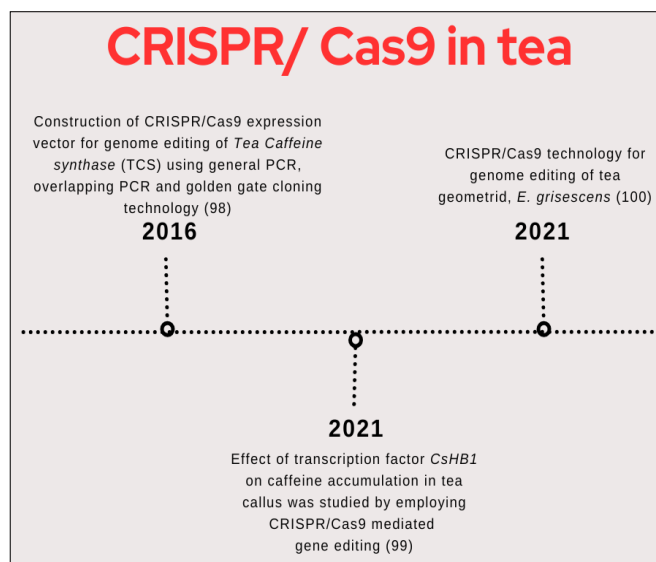 CRISPR/ Cas9 in tea
Construction of CRISPR/Cas9 expression
vector for genome editing of Tea Caffeine
synthase (TCS) using general PCR,
overlapping PCR and golden gate cloning
technology (98)
2016
CRISPR/Cas9 technology for
genome editing of tea
geometrid, E. grisescens (100)
2021
2021
Effect of transcription factor CsHB1
on caffeine accumulation in tea
callus was studied by employing
CRISPR/Cas9 mediated
gene editing (99)